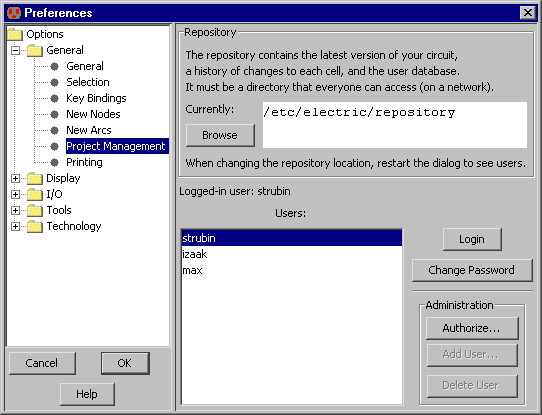 Preferences
Options
General
General
Selection
Key Bindings
New Nodes
New Arcs
Project Management
Printing
Display
I/O
Tools
Technology
Cancel
OK
Help
Repository
The repository contains the latest version of your circuit,
a history of changes to each cell, and the user database.
It must be a directory that everyone can access (on a network).
Currently:
/etc/electric/repository
Browse
When changing the repository location, restart the dialog to see users.
Logged-in user: strubin
Users:
strubin
izaak
max
Login
Change Password
Administration
Authorize...
Add User...
Delete User